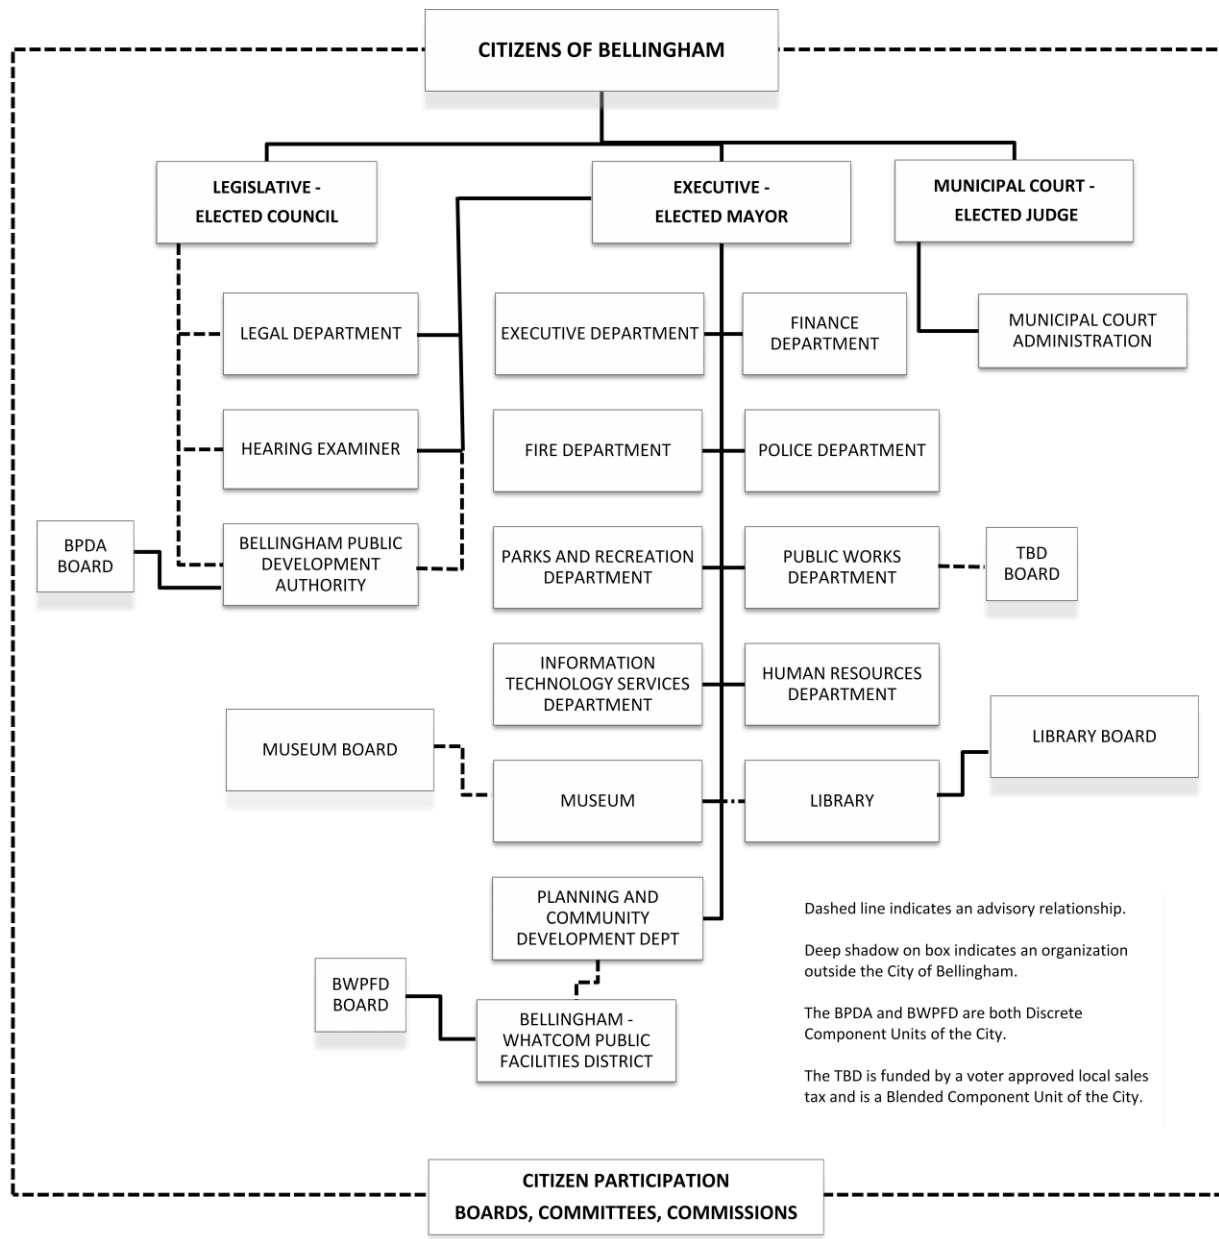 CITIZENS OF BELLINGHAM
LEGISLATIVE -
ELECTED COUNCIL
EXECUTIVE -
ELECTED MAYOR
MUNICIPAL COURT -
ELECTED JUDGE
LEGAL DEPARTMENT
EXECUTIVE DEPARTMENT
FINANCE
DEPARTMENT
MUNICIPAL COURT
ADMINISTRATION
HEARING EXAMINER
FIRE DEPARTMENT
POLICE DEPARTMENT
BPDA
BOARD
BELLINGHAM PUBLIC
DEVELOPMENT
AUTHORITY
PARKS AND RECREATION
DEPARTMENT
PUBLIC WORKS
DEPARTMENT
TBD
BOARD
INFORMATION
TECHNOLOGY SERVICES
DEPARTMENT
HUMAN RESOURCES
DEPARTMENT
MUSEUM BOARD
LIBRARY BOARD
MUSEUM
LIBRARY
PLANNING AND
COMMUNITY
DEVELOPMENT DEPT
BWPFD
BOARD
BELLINGHAM -
WHATCOM PUBLIC
FACILITIES DISTRICT
Dashed line indicates an advisory relationship.
Deep shadow on box indicates an organization
outside the City of Bellingham.
The BPDA and BWPFD are both Discrete
Component Units of the City.
The TBD is funded by a voter approved local sales
tax and is a Blended Component Unit of the City.
CITIZEN PARTICIPATION
BOARDS, COMMITTEES, COMMISSIONS